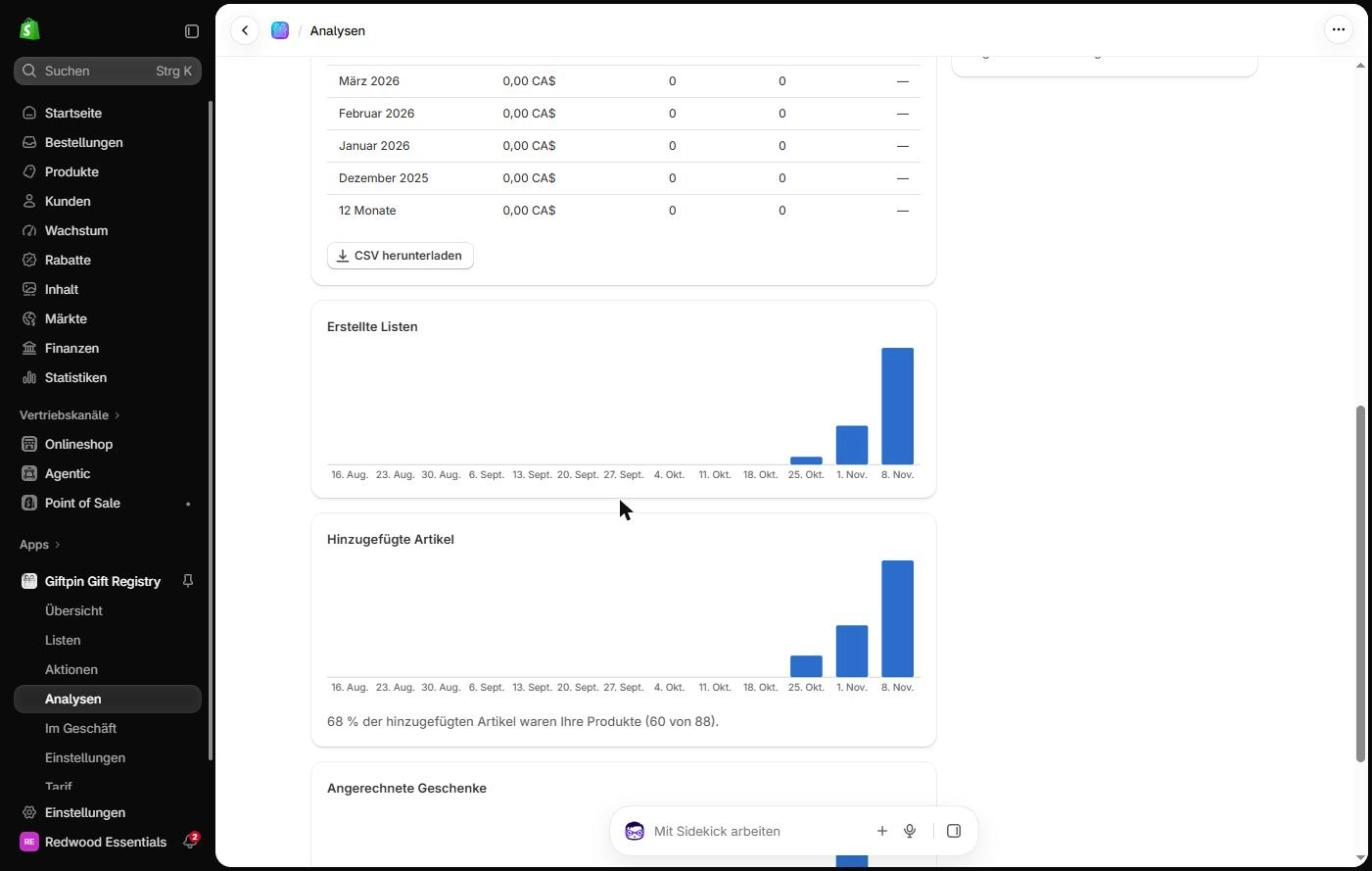 Analysen
Suchen Strg K
Startseite
Bestellungen
Produkte
Kunden
Wachstum
Rabatte
Inhalt
Märkte
Finanzen
Statistiken
Vertriebskanäle
Onlineshop
Agentic
Point of Sale
Apps
Giftpin Gift Registry
Übersicht
Listen
Aktionen
Analysen
Im Geschäft
Einstellungen
Tarif
Einstellungen
RE Redwood Essentials 2
März 2026 0,00 CA$ 0 0 —
Februar 2026 0,00 CA$ 0 0 —
Januar 2026 0,00 CA$ 0 0 —
Dezember 2025 0,00 CA$ 0 0 —
12 Monate 0,00 CA$ 0 0 —
CSV herunterladen
Erstellte Listen
16. Aug. 23. Aug. 30. Aug. 6. Sept. 13. Sept. 20. Sept. 27. Sept. 4. Okt. 11. Okt. 18. Okt. 25. Okt. 1. Nov. 8. Nov.
Hinzugefügte Artikel
16. Aug. 23. Aug. 30. Aug. 6. Sept. 13. Sept. 20. Sept. 27. Sept. 4. Okt. 11. Okt. 18. Okt. 25. Okt. 1. Nov. 8. Nov.
68 % der hinzugefügten Artikel waren Ihre Produkte (60 von 88).
Angerechnete Geschenke
Mit Sidekick arbeiten